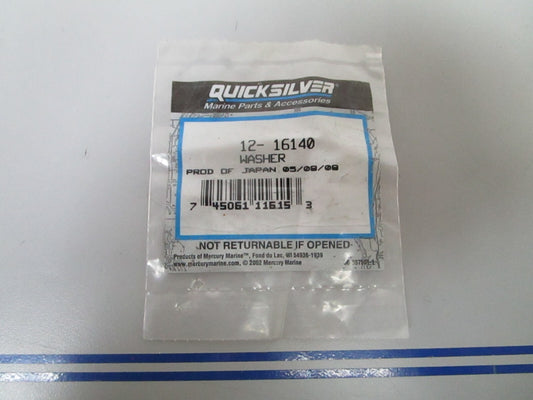 QUICKSILVER
Marine Parts & Accessories
12- 16140
WASHER
PROD OF JAPAN 05/08/08
7 45061 11615 3
NOT RETURNABLE IF OPENED
Products of Mercury Marine™, Fond du Lac, WI 54936-1939
www.mercurymarine.com, © 2002 Mercury Marine